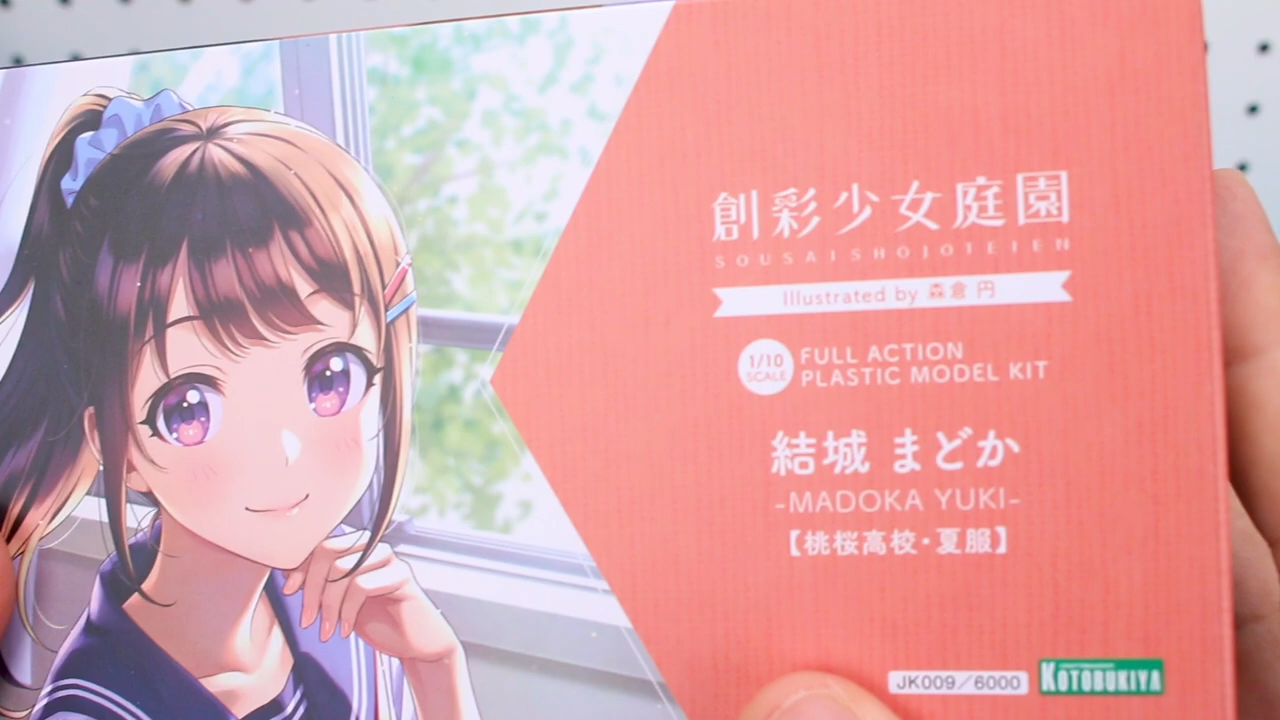 創彩少女庭園
SOUSAISHOJOTEIEN
Illustrated by 森倉 円
1/10
SCALE
FULL ACTION
PLASTIC MODEL KIT
結城 まどか
-MADOKA YUKI-
【桃桜高校・夏服】
JK009/6000
KOTOBUKIYA